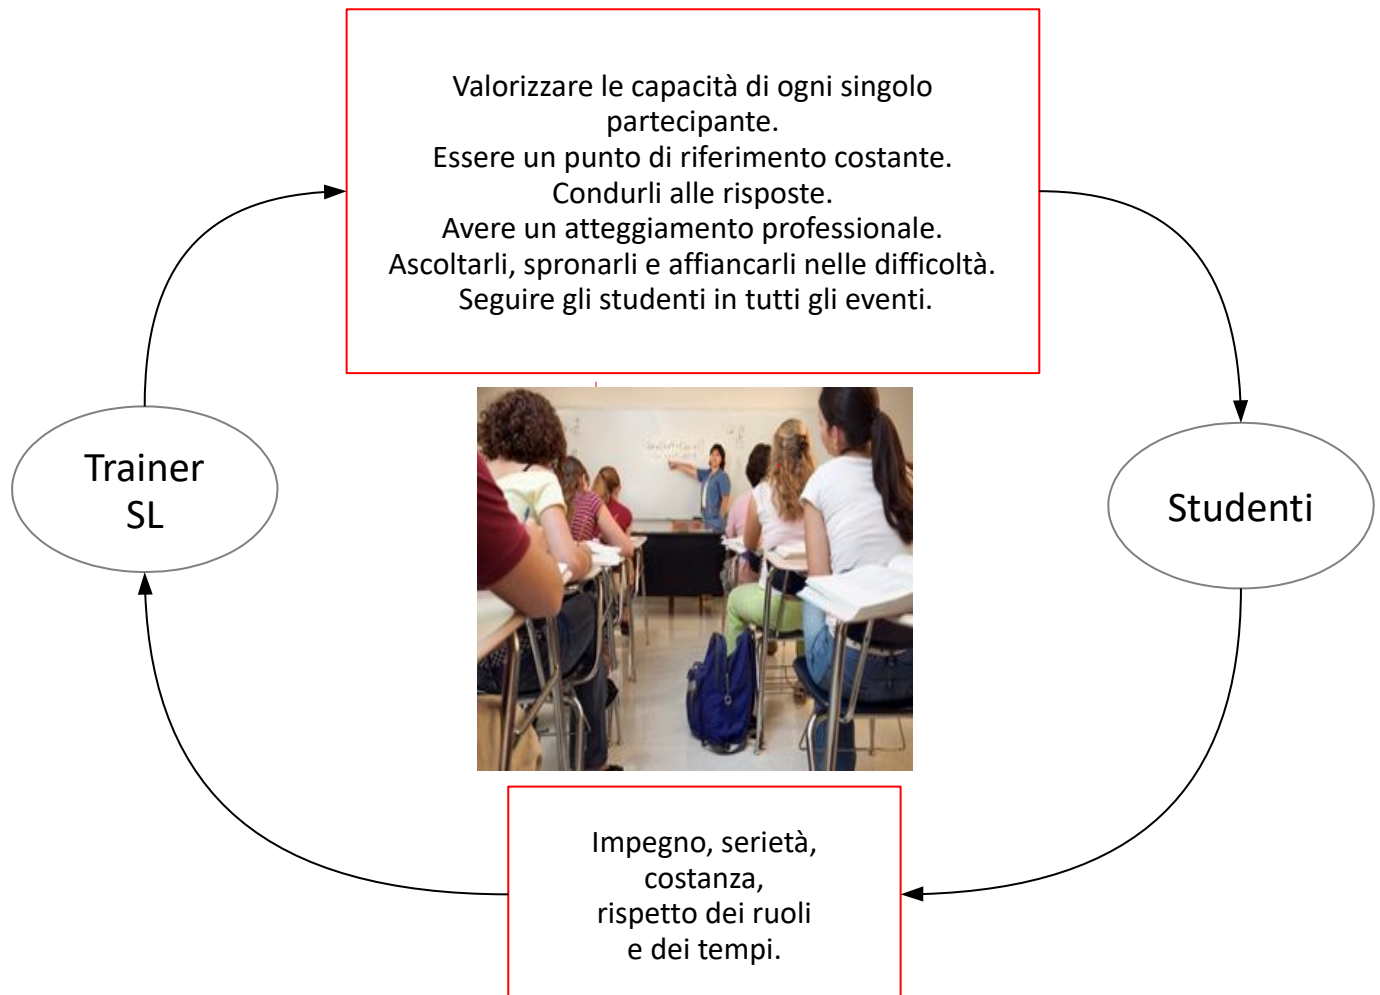 Valorizzare le capacità di ogni singolo
partecipante.
Essere un punto di riferimento costante.
Condurli alle risposte.
Avere un atteggiamento professionale.
Ascoltarli, spronarli e affiancarli nelle difficoltà.
Seguire gli studenti in tutti gli eventi.
Trainer
SL
Studenti
Impegno, serietà,
costanza,
rispetto dei ruoli
e dei tempi.